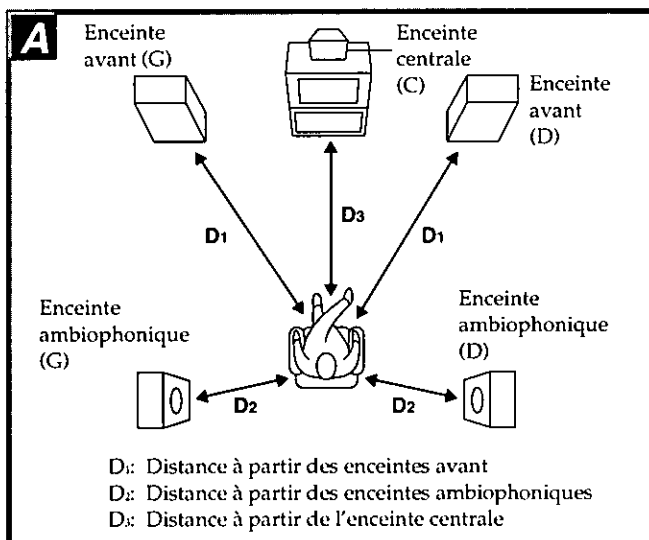 A
Enceinte
avant (G)
Enceinte
centrale
(C)
Enceinte
avant
(D)
D3
D1
D1
Enceinte
ambiophonique
(G)
Enceinte
ambiophonique
(D)
D2
D2
D1: Distance à partir des enceintes avant
D2: Distance à partir des enceintes ambiophoniques
D3: Distance à partir de l'enceinte centrale